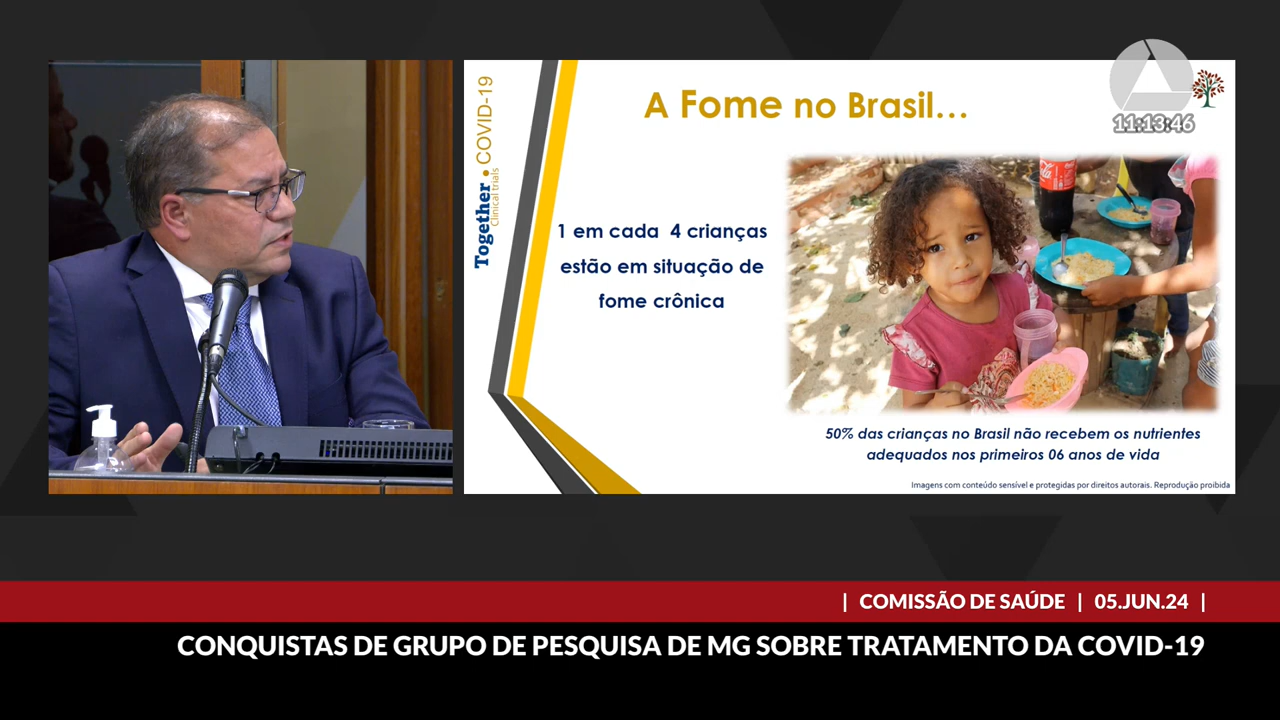 Together
Clinical trials
COVID-19
A Fome no Brasil...
11:13:46
1 em cada 4 crianças
estão em situação de
fome crônica
50% das crianças no Brasil não recebem os nutrientes
adequados nos primeiros 06 anos de vida
Imagens com conteúdo sensível e protegidas por direitos autorais. Reprodução proibida
| COMISSÃO DE SAÚDE | 05.JUN.24 |
CONQUISTAS DE GRUPO DE PESQUISA DE MG SOBRE TRATAMENTO DA COVID-19